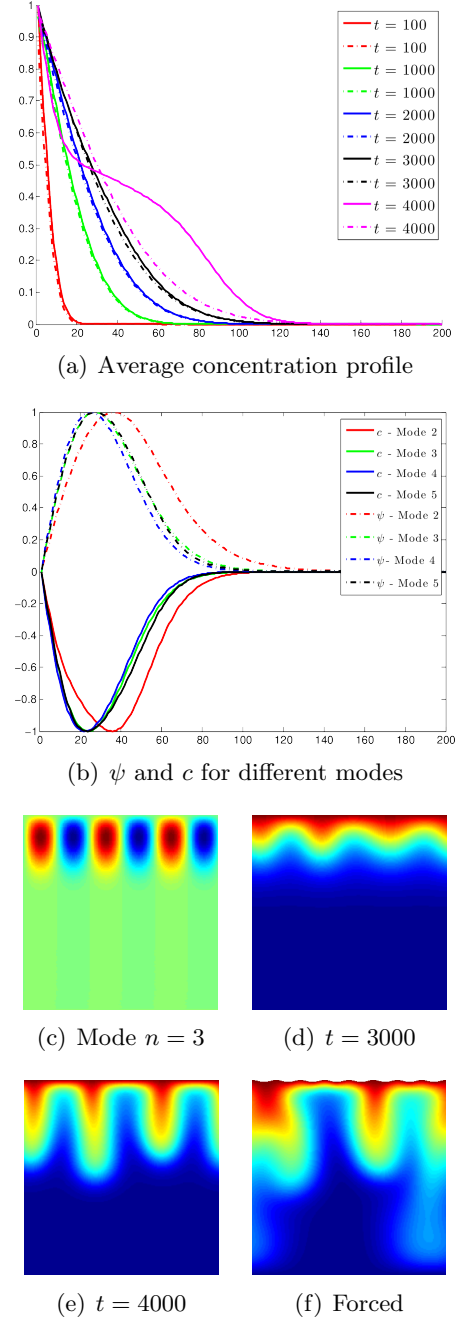 1
0.9
0.8
0.7
0.6
0.5
0.4
0.3
0.2
0.1
0
0 20 40 60 80 100 120 140 160 180 200
t = 100
t = 100
t = 1000
t = 1000
t = 2000
t = 2000
t = 3000
t = 3000
t = 4000
t = 4000
(a) Average concentration profile
1
0.8
0.6
0.4
0.2
0
−0.2
−0.4
−0.6
−0.8
−1
0 20 40 60 80 100 120 140 160 180 200
c - Mode 2
c - Mode 3
c - Mode 4
c - Mode 5
ψ - Mode 2
ψ - Mode 3
ψ - Mode 4
ψ - Mode 5
(b) ψ and c for different modes
(c) Mode n = 3
(d) t = 3000
(e) t = 4000
(f) Forced